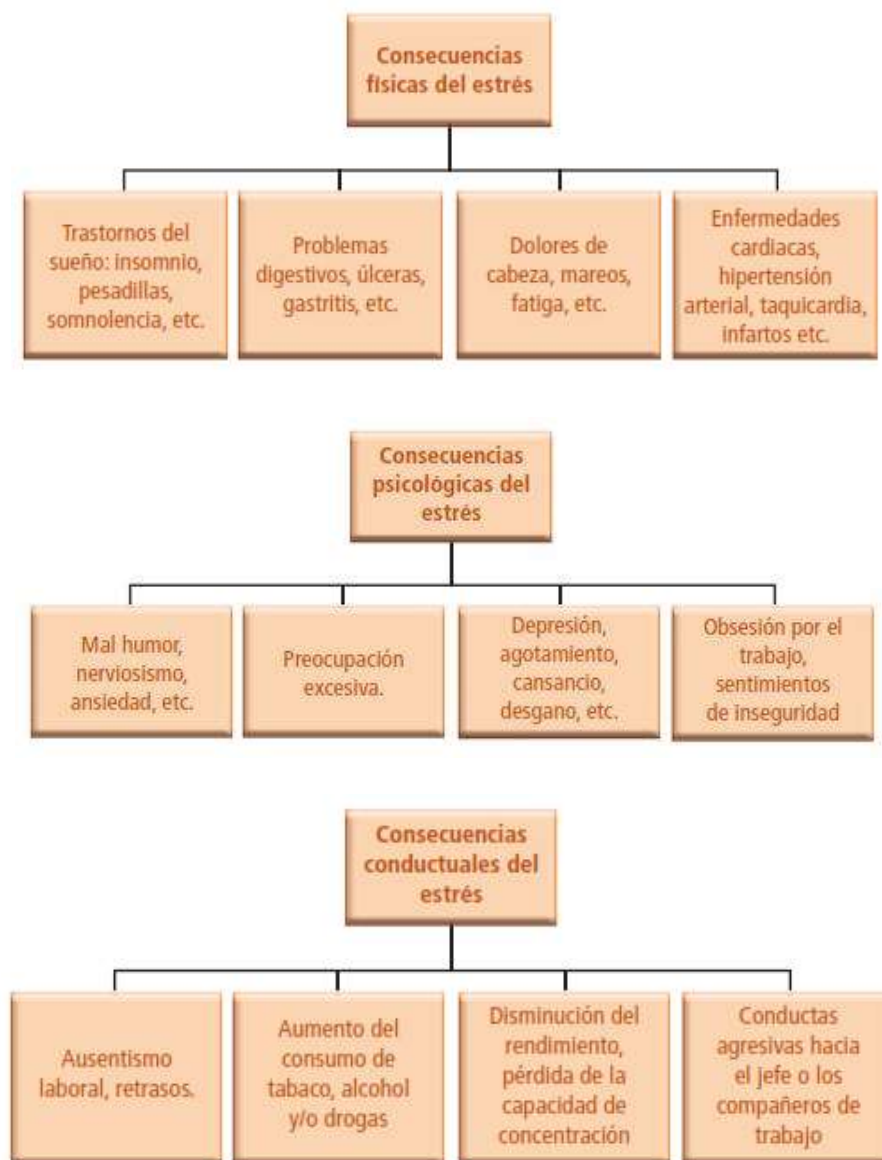 Consecuencias
físicas del estrés
Trastornos del
sueño: insomnio,
pesadillas,
somnolencia, etc.
Problemas
digestivos, úlceras,
gastritis, etc.
Dolores de
cabeza, mareos,
fatiga, etc.
Enfermedades
cardiacas,
hipertensión
arterial, taquicardia,
infartos etc.
Consecuencias
psicológicas del
estrés
Mal humor,
nerviosismo,
ansiedad, etc.
Preocupación
excesiva.
Depresión,
agotamiento,
cansancio,
desgano, etc.
Obsesión por el
trabajo,
sentimientos
de inseguridad
Consecuencias
conductuales del
estrés
Ausentismo
laboral, retrasos.
Aumento del
consumo de
tabaco, alcohol
y/o drogas
Disminución del
rendimiento,
pérdida de la
capacidad de
concentración
Conductas
agresivas hacia
el jefe o los
compañeros de
trabajo